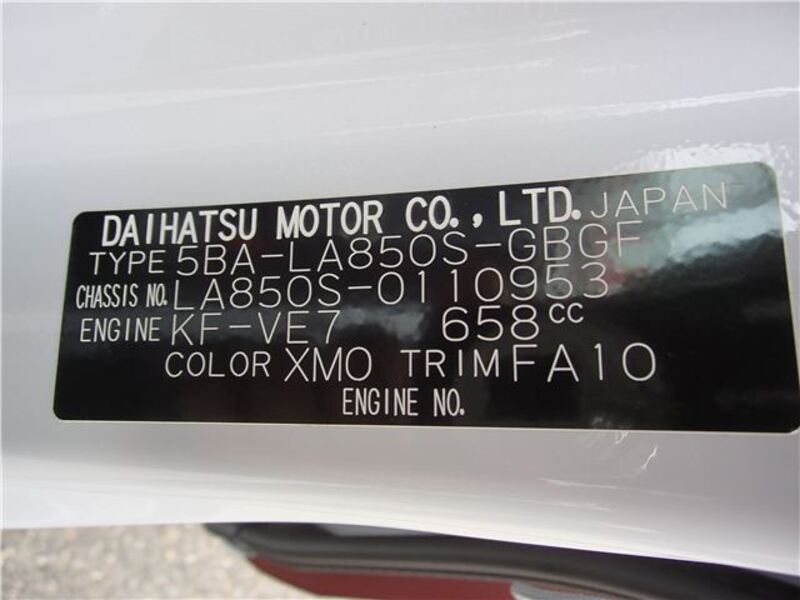 DAIHATSU MOTOR CO., LTD. JAPAN
TYPE 5BA-LA850S-GBGF
CHASSIS NO. LA850S-0110953
ENGINE KF-VE7 658cc
COLOR XM0 TRIM FA10
ENGINE NO.